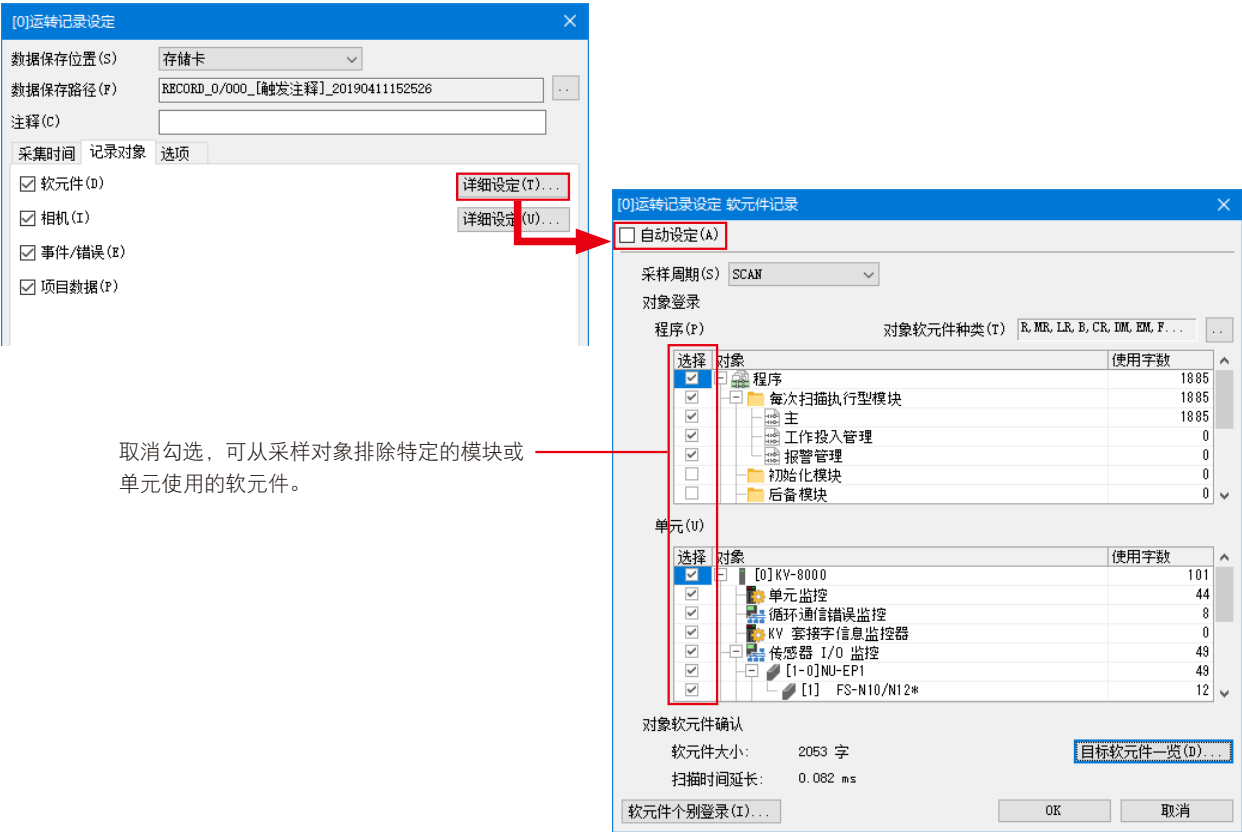 [0]运转记录设定
数据保存位置(S) 存储卡
数据保存路径(F) RECORD_0/000_[触发注释]_20190411152526 ..
注释(C)
采集时间 记录对象 选项
软元件(D) 详细设定(T)...
相机(I) 详细设定(U)...
事件/错误(E)
项目数据(P)
[0]运转记录设定 软元件记录
自动设定(A)
采样周期(S) SCAN
对象登录
程序(P) 对象软元件种类(T) R, MR, LR, B, CR, DM, EM, F... ..
选择 对象 使用字数
程序 1885
每次扫描执行型模块 1885
主 1885
工作投入管理 0
报警管理 0
初始化模块 0
后备模块 0
取消勾选，可从采样对象排除特定的模块或
单元使用的软元件。
单元(U)
选择 对象 使用字数
[0]KV-8000 101
单元监控 44
循环通信错误监控 8
KV 套接字信息监控器 0
传感器 I/O 监控 49
[1-0]NU-EP1 49
[1] FS-N10/N12* 12
对象软元件确认
软元件大小: 2053 字 目标软元件一览(D)...
扫描时间延长: 0.082 ms
软元件个别登录(I)... OK 取消